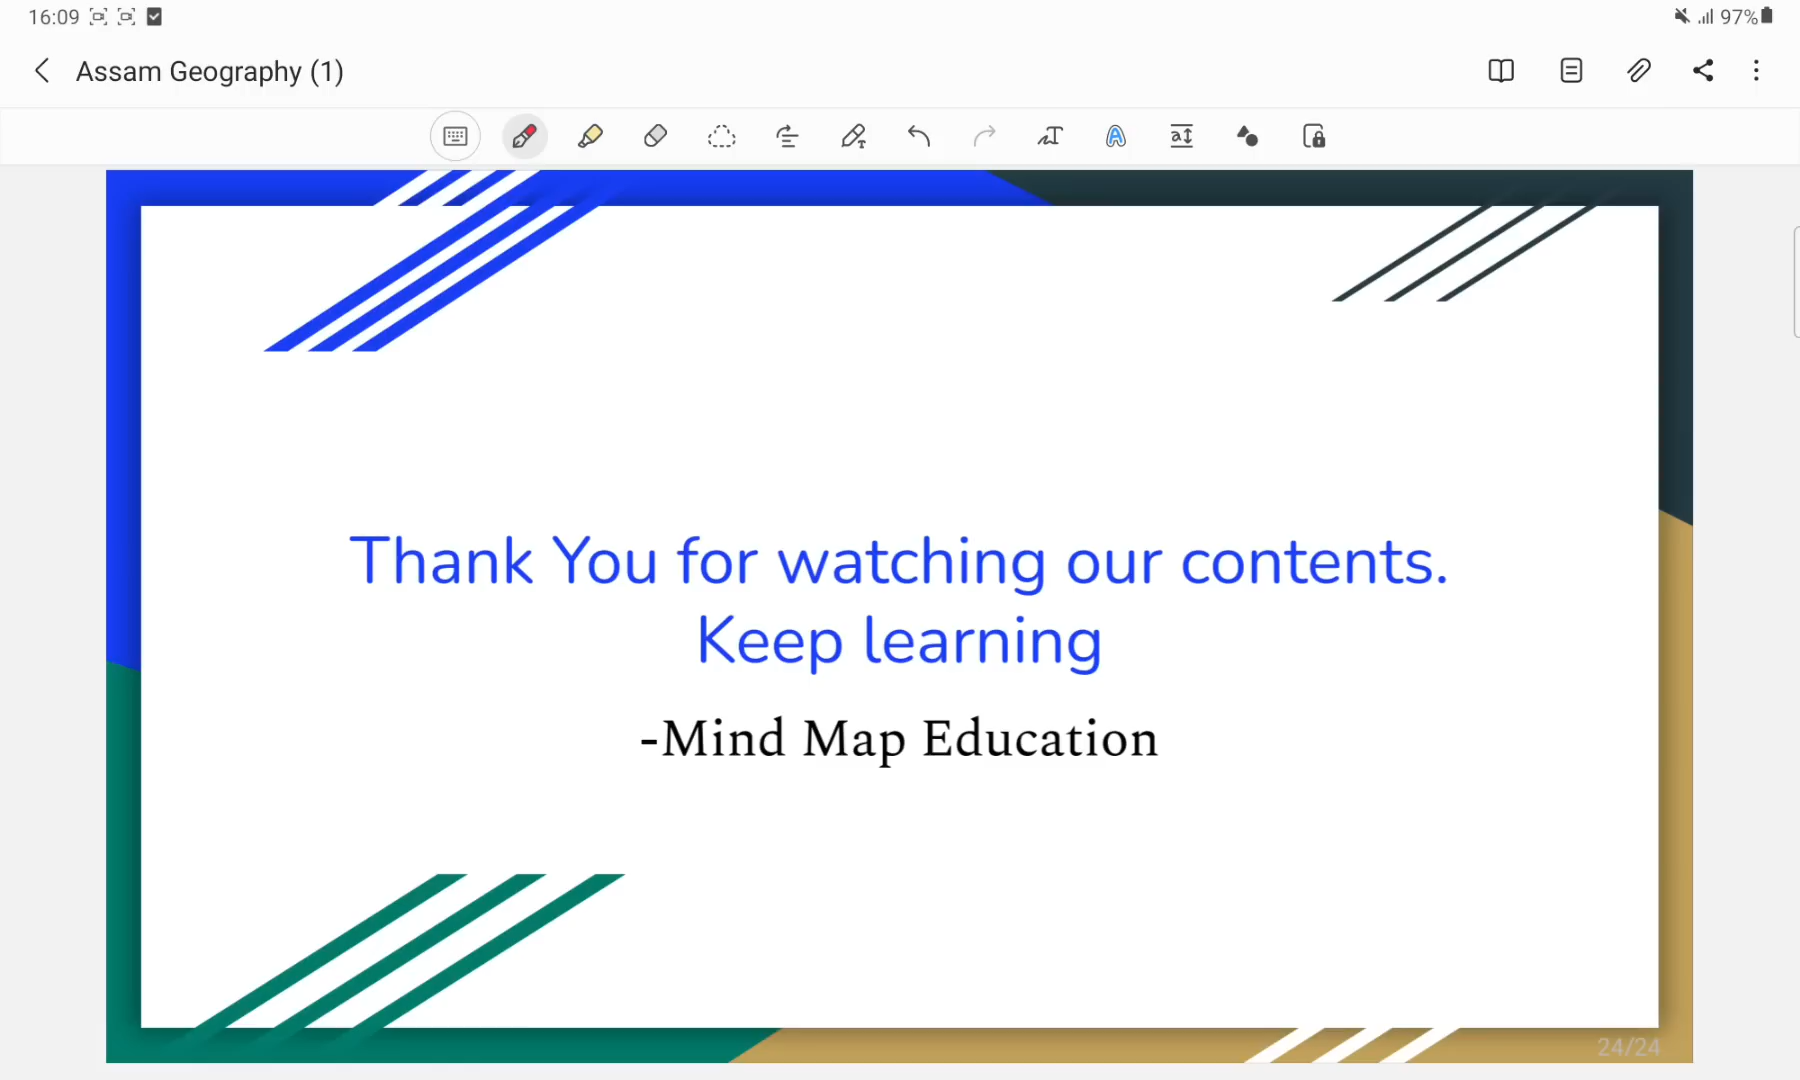 16:09
97%
Assam Geography (1)
Thank You for watching our contents.
Keep learning
-Mind Map Education
24/24